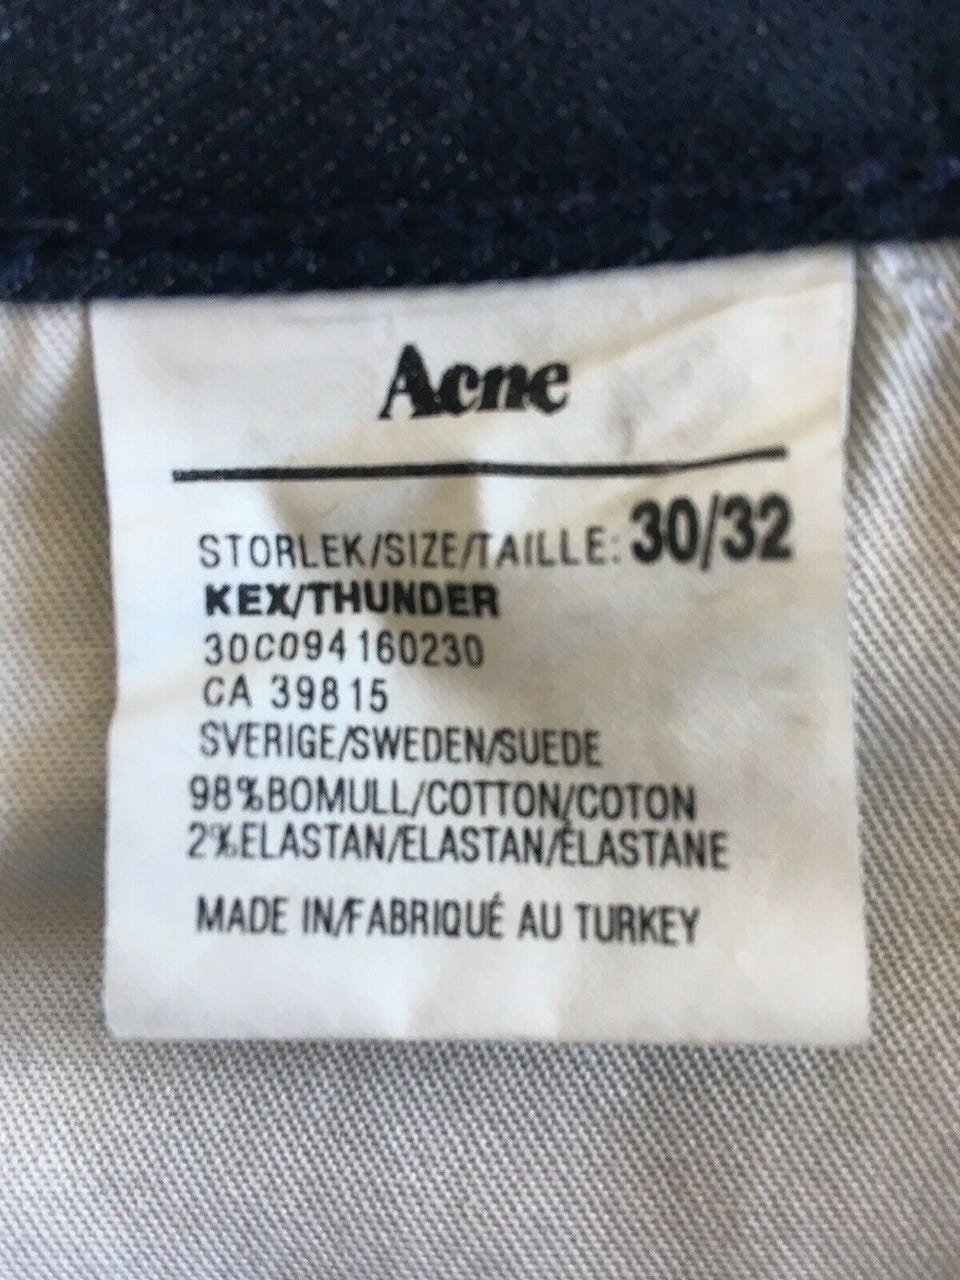 Acne
STORLEK/SIZE/TAILLE: 30/32
KEX/THUNDER
30C094160230
CA 39815
SVERIGE/SWEDEN/SUEDE
98%BOMULL/COTTON/COTON
2%ELASTAN/ELASTAN/ÉLASTANE
MADE IN/FABRIQUÉ AU TURKEY